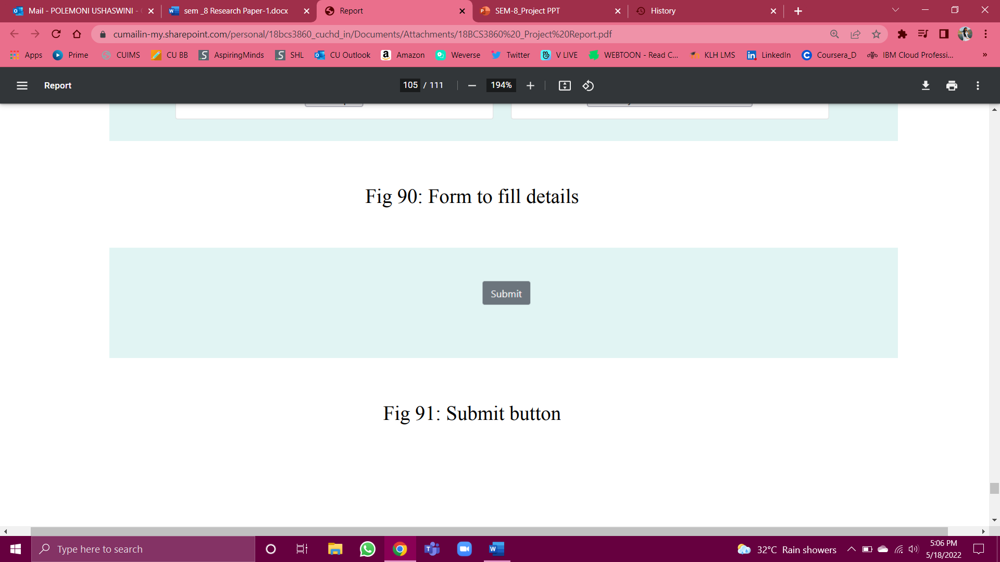 Mail - POLEMONI USHASWINI -
sem _8 Research Paper-1.docx
Report
SEM-8_Project PPT
History
cumailin-my.sharepoint.com/personal/18bcs3860_cuchd_in/Documents/Attachments/18BCS3860%20_Project%20Report.pdf
Apps
Prime
CUIMS
CU BB
AspiringMinds
SHL
CU Outlook
Amazon
Weverse
Twitter
V LIVE
WEBTOON - Read C...
KLH LMS
LinkedIn
Coursera_D
IBM Cloud Professi...
»
Report
105 / 111
194%
Fig 90: Form to fill details
Submit
Fig 91: Submit button
Type here to search
32°C Rain showers
5:06 PM
5/18/2022